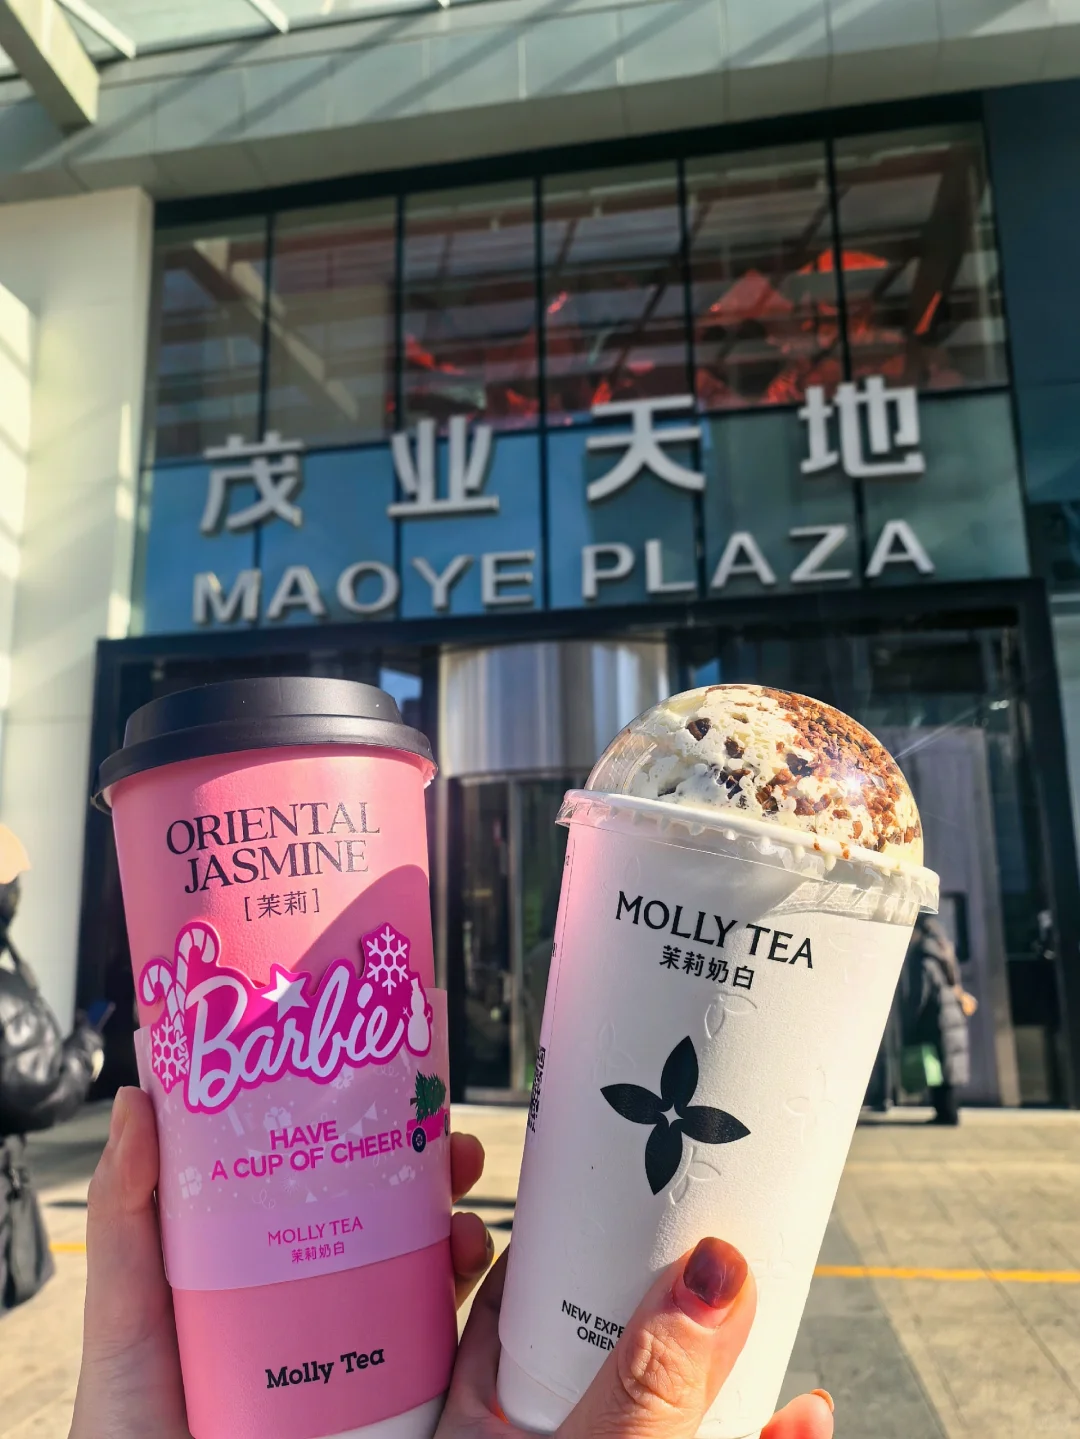 茂业天地
MAOYE PLAZA
ORIENTAL
JASMINE
[茉莉]
Barbie
HAVE
A CUP OF CHEER
MOLLY TEA
茉莉奶白
Molly Tea
MOLLY TEA
茉莉奶白
NEW
ORIEN